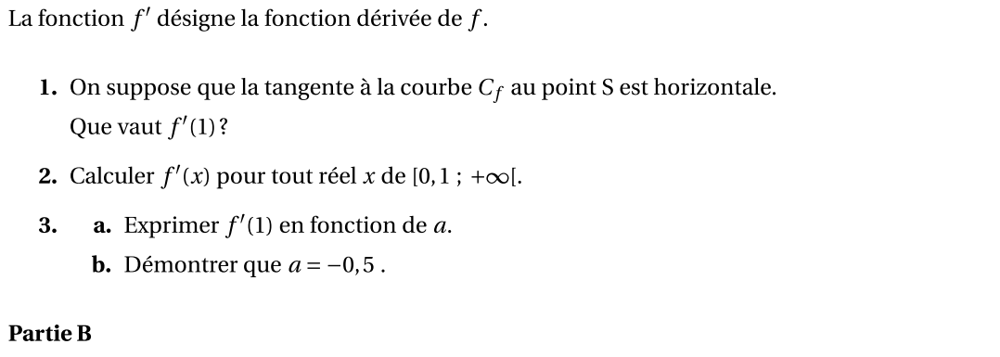 La fonction f′ désigne la fonction dérivée de f.
1. On suppose que la tangente à la courbe C_f au point S est horizontale.
Que vaut f′(1) ?
2. Calculer f′(x) pour tout réel x de [0,1 ; +∞[.
3. a. Exprimer f′(1) en fonction de a.
b. Démontrer que a = −0,5 .
Partie B